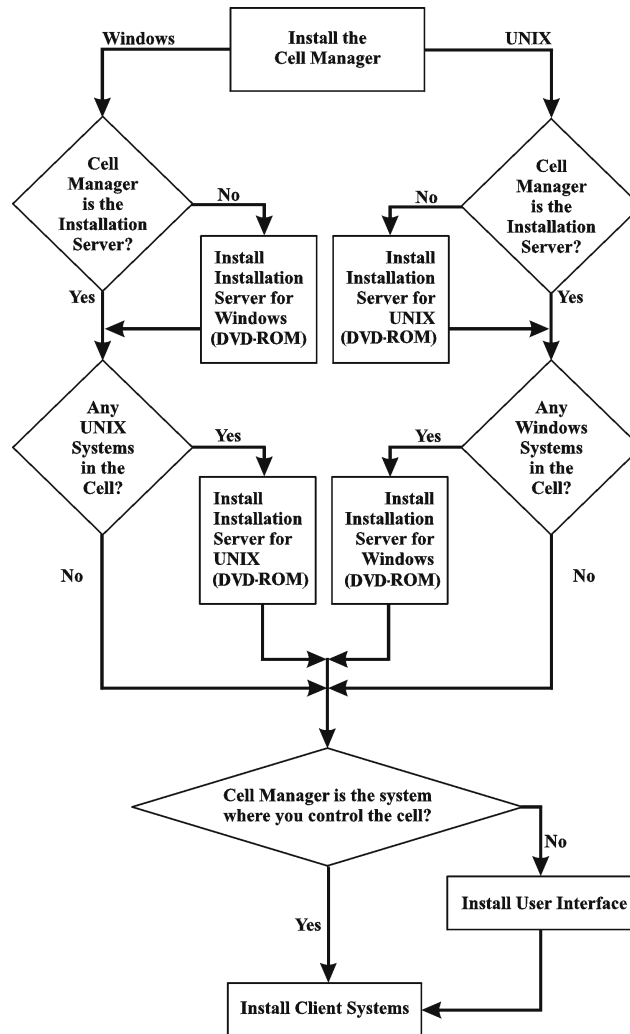 Windows
Install the
Cell Manager
UNIX
Cell
Manager
is the
Installation
Server?
No
Yes
Install
Installation
Server for
Windows
(DVD-ROM)
Cell
Manager
is the
Installation
Server?
No
Yes
Install
Installation
Server for
UNIX
(DVD-ROM)
Any
UNIX
Systems
in the
Cell?
Yes
No
Install
Installation
Server for
UNIX
(DVD-ROM)
Any
Windows
Systems
in the
Cell?
Yes
No
Install
Installation
Server for
Windows
(DVD-ROM)
Cell Manager is the system
where you control the cell?
No
Install User Interface
Yes
Install Client Systems